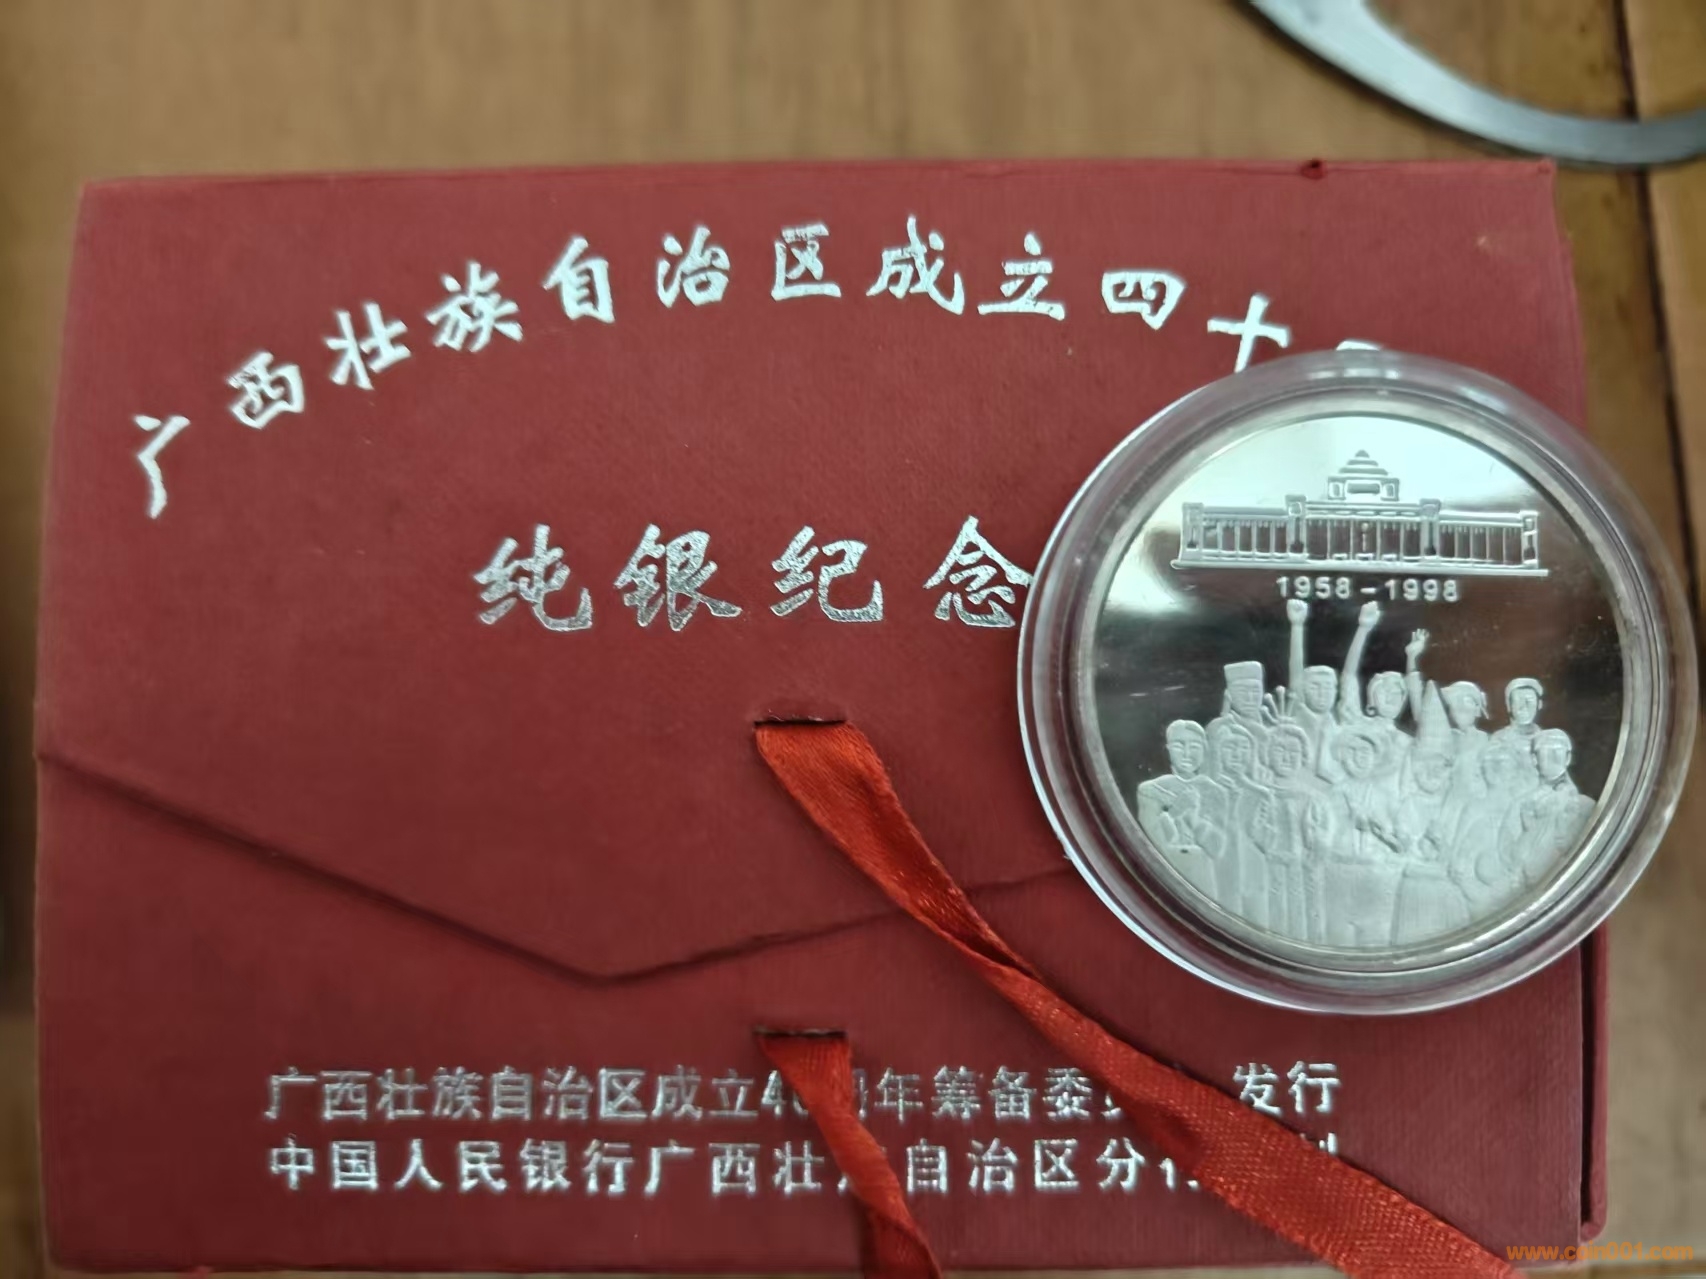 广西壮族自治区成立四十
纯银纪念
1958-1998
广西壮族自治区成立4 年筹备委 发行
中国人民银行广西壮 自治区分
www.coin001.com